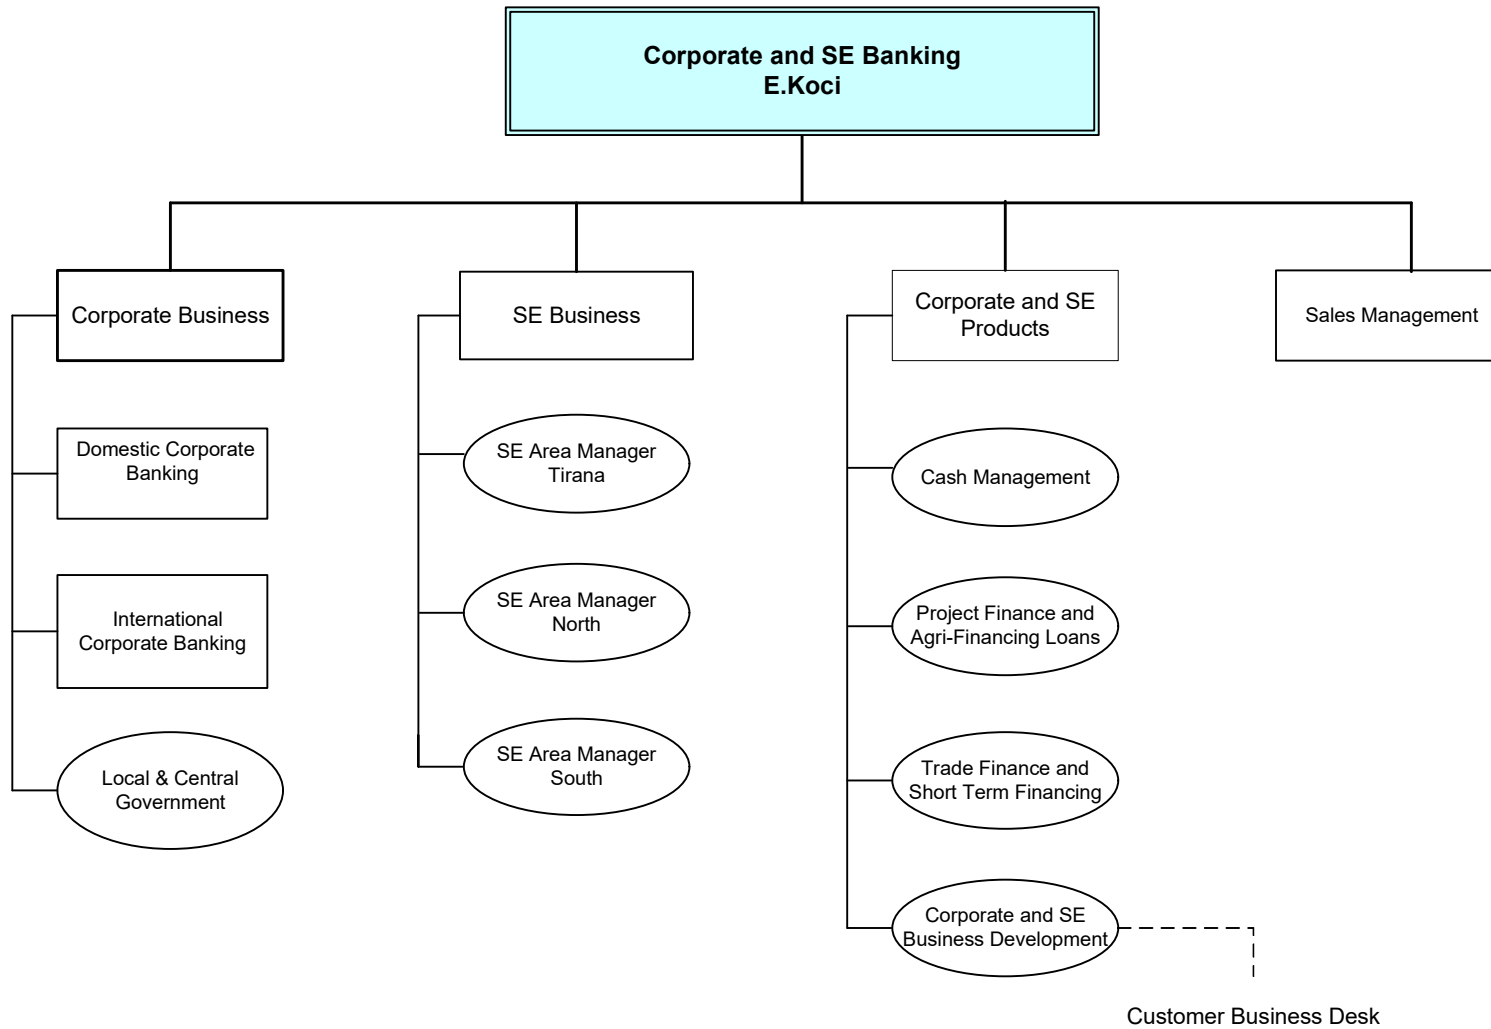 Corporate and SE Banking
E.Koci
Corporate Business
SE Business
Corporate and SE
Products
Sales Management
Domestic Corporate
Banking
International
Corporate Banking
Local & Central
Government
SE Area Manager
Tirana
SE Area Manager
North
SE Area Manager
South
Cash Management
Project Finance and
Agri-Financing Loans
Trade Finance and
Short Term Financing
Corporate and SE
Business Development
Customer Business Desk